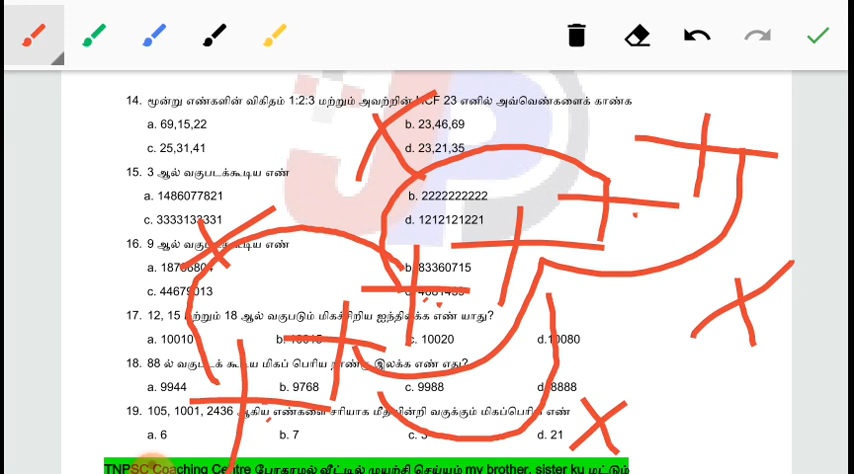 14. மூன்று எண்களின் விகிதம் 1:2:3 மற்றும் அவற்றின் HCF 23 எனில் அவ்வெண்களைக் காண்க
a. 69,15,22 b. 23,46,69
c. 25,31,41 d. 23,21,35
15. 3 ஆல் வகுபடக்கூடிய எண்
a. 1486077821 b. 2222222222
c. 3333133331 d. 1212121221
16. 9 ஆல் வகுபடக்கூடிய எண்
a. b. 83360715
c. 44679013
17. 12, 15 மற்றும் 18 ஆல் வகுபடும் மிகச்சிறிய ஐந்திலக்க எண் யாது?
a. 10010 b. c. 10020 d. 10080
18. 88 ல் வகுபடக் கூடிய மிகப் பெரிய நான்கு இலக்க எண் எது?
a. 9944 b. 9768 c. 9988 d. 8888
19. 105, 1001, 2436 ஆகிய எண்களை சரியாக மீதியின்றி வகுக்கும் மிகப்பெரிய எண்
a. 6 b. 7 c. 3 d. 21
TNPSC Coaching Centre போகாமல் வீட்டில் முயற்சி செய்யும் my brother, sister ku மட்டும்